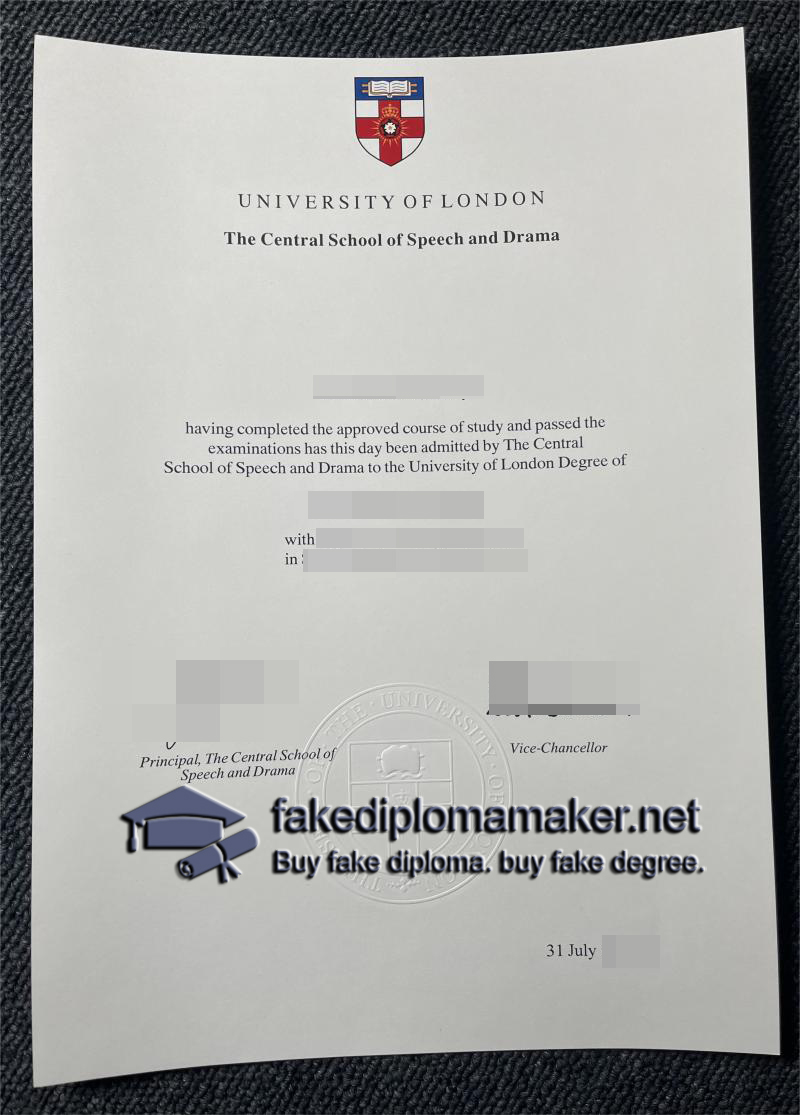 UNIVERSITY OF LONDON
The Central School of Speech and Drama
having completed the approved course of study and passed the
examinations has this day been admitted by The Central
School of Speech and Drama to the University of London Degree of
with
in
Principal, The Central School of
Speech and Drama
Vice-Chancellor
THE · UNIVERSITY · OF
fakediplomamaker.net
Buy fake diploma. buy fake degree.
31 July